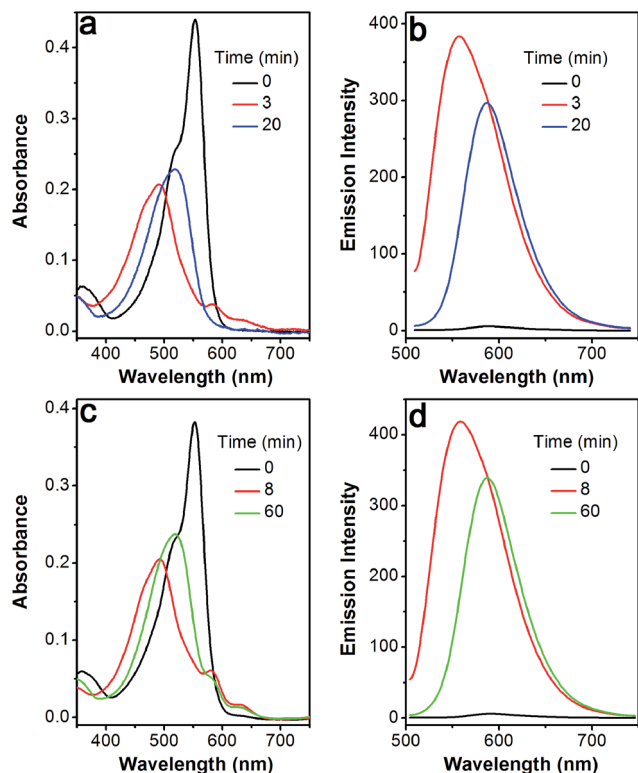 a
Time (min)
0
3
20
0.4
0.3
0.2
0.1
0.0
Absorbance
400
500
600
700
Wavelength (nm)
b
Time (min)
0
3
20
400
300
200
100
0
Emission Intensity
500
600
700
Wavelength (nm)
c
Time (min)
0
8
60
0.4
0.3
0.2
0.1
0.0
Absorbance
400
500
600
700
Wavelength (nm)
d
Time (min)
0
8
60
400
300
200
100
0
Emission Intensity
500
600
700
Wavelength (nm)